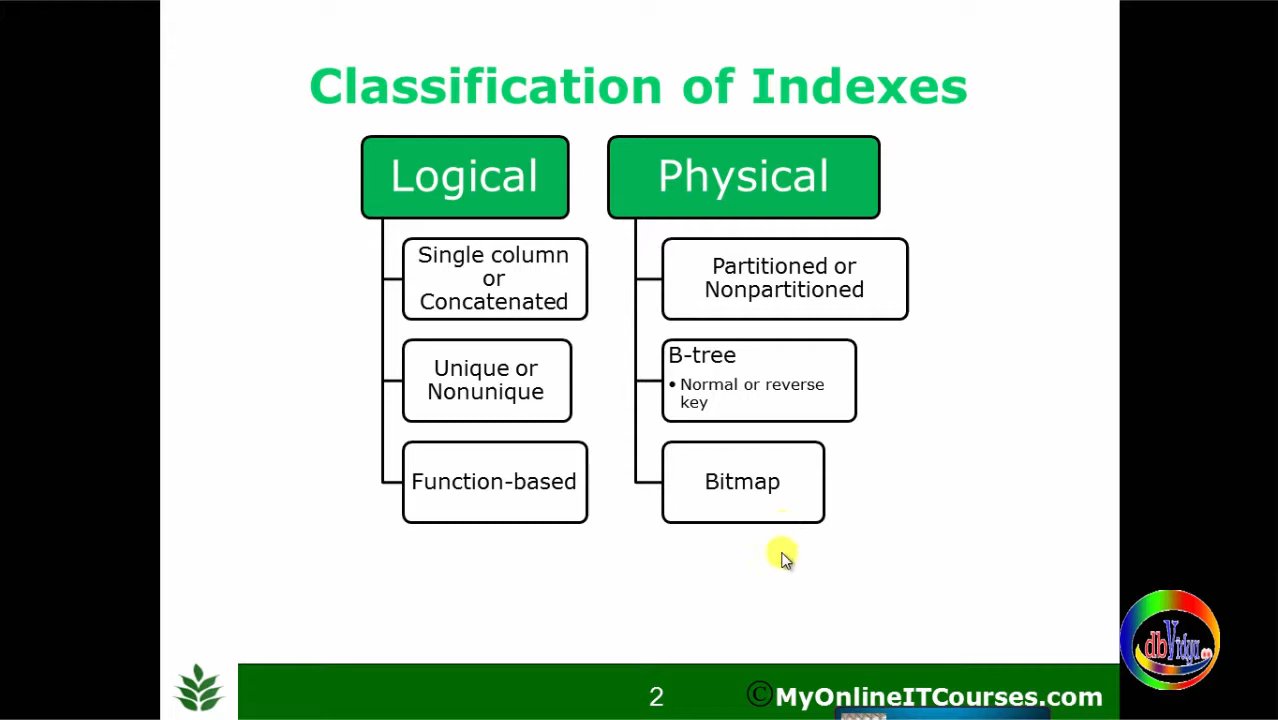 Classification of Indexes
Logical
Single column
or
Concatenated
Unique or
Nonunique
Function-based
Physical
Partitioned or
Nonpartitioned
B-tree
• Normal or reverse
key
Bitmap
dbVidya
2
©MyOnlineITCourses.com